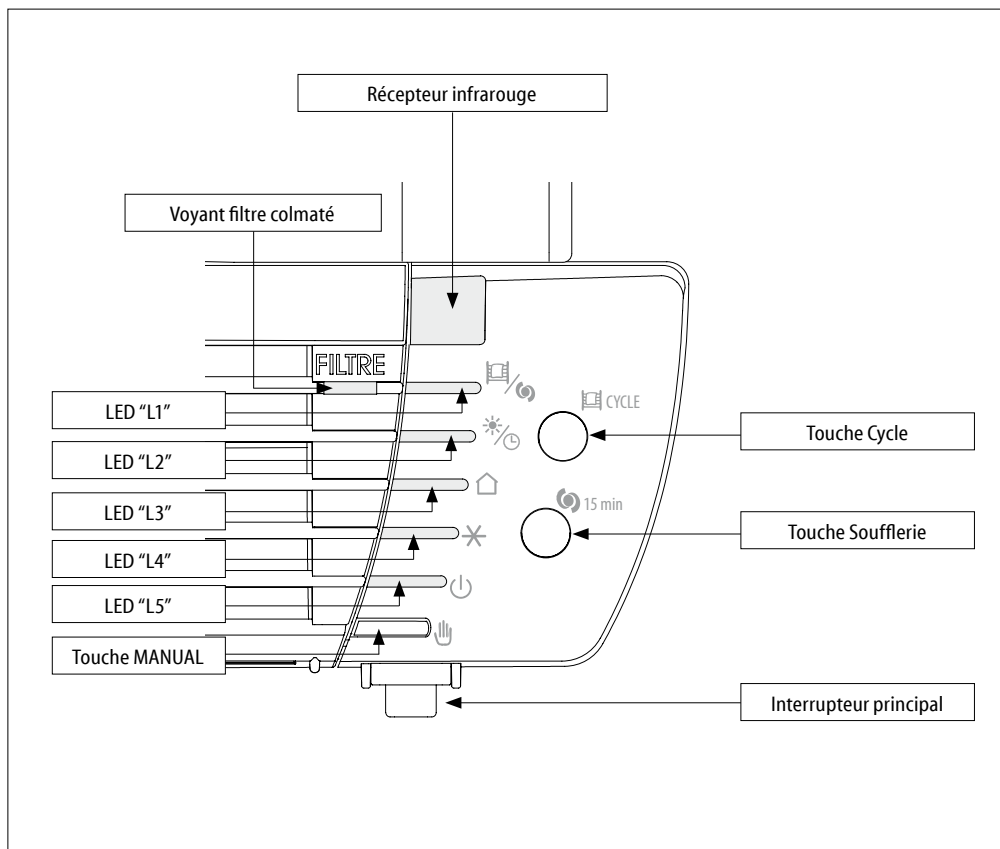 Récepteur infrarouge
Voyant filtre colmaté
FILTRE
LED “L1”
CYCLE
Touche Cycle
LED “L2”
LED “L3”
15 min
Touche Soufflerie
LED “L4”
LED “L5”
Touche MANUAL
Interrupteur principal